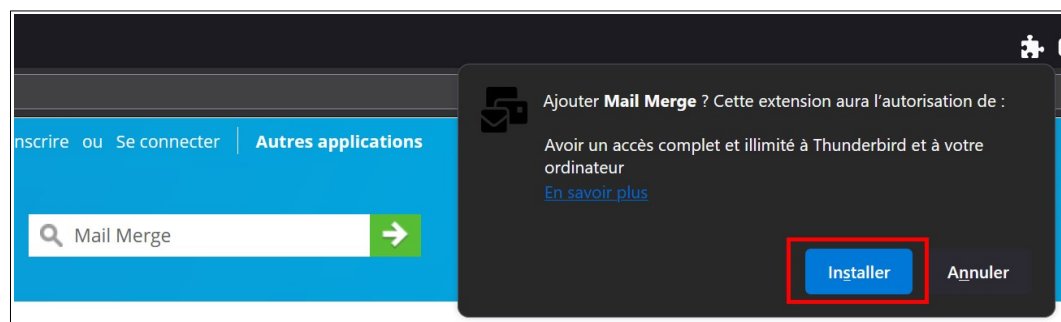 Ajouter Mail Merge ? Cette extension aura l'autorisation de :
Avoir un accès complet et illimité à Thunderbird et à votre
ordinateur
En savoir plus
Installer Annuler
nscrire ou Se connecter Autres applications
Mail Merge